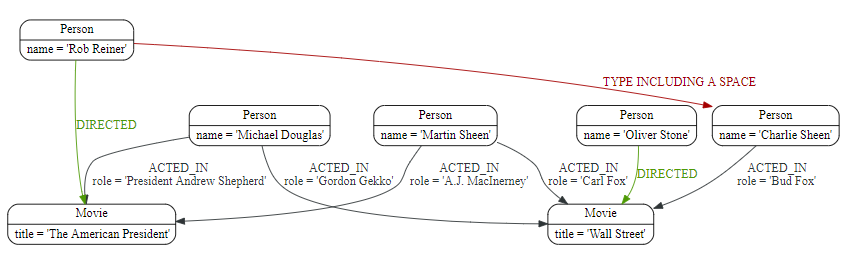 Person
name = 'Rob Reiner'
TYPE INCLUDING A SPACE
Person
name = 'Michael Douglas'
Person
name = 'Martin Sheen'
Person
name = 'Oliver Stone'
Person
name = 'Charlie Sheen'
DIRECTED
ACTED_IN
role = 'President Andrew Shepherd'
ACTED_IN
role = 'Gordon Gekko'
ACTED_IN
role = 'A.J. MacInerney'
ACTED_IN
role = 'Carl Fox'
DIRECTED
ACTED_IN
role = 'Bud Fox'
Movie
title = 'The American President'
Movie
title = 'Wall Street'